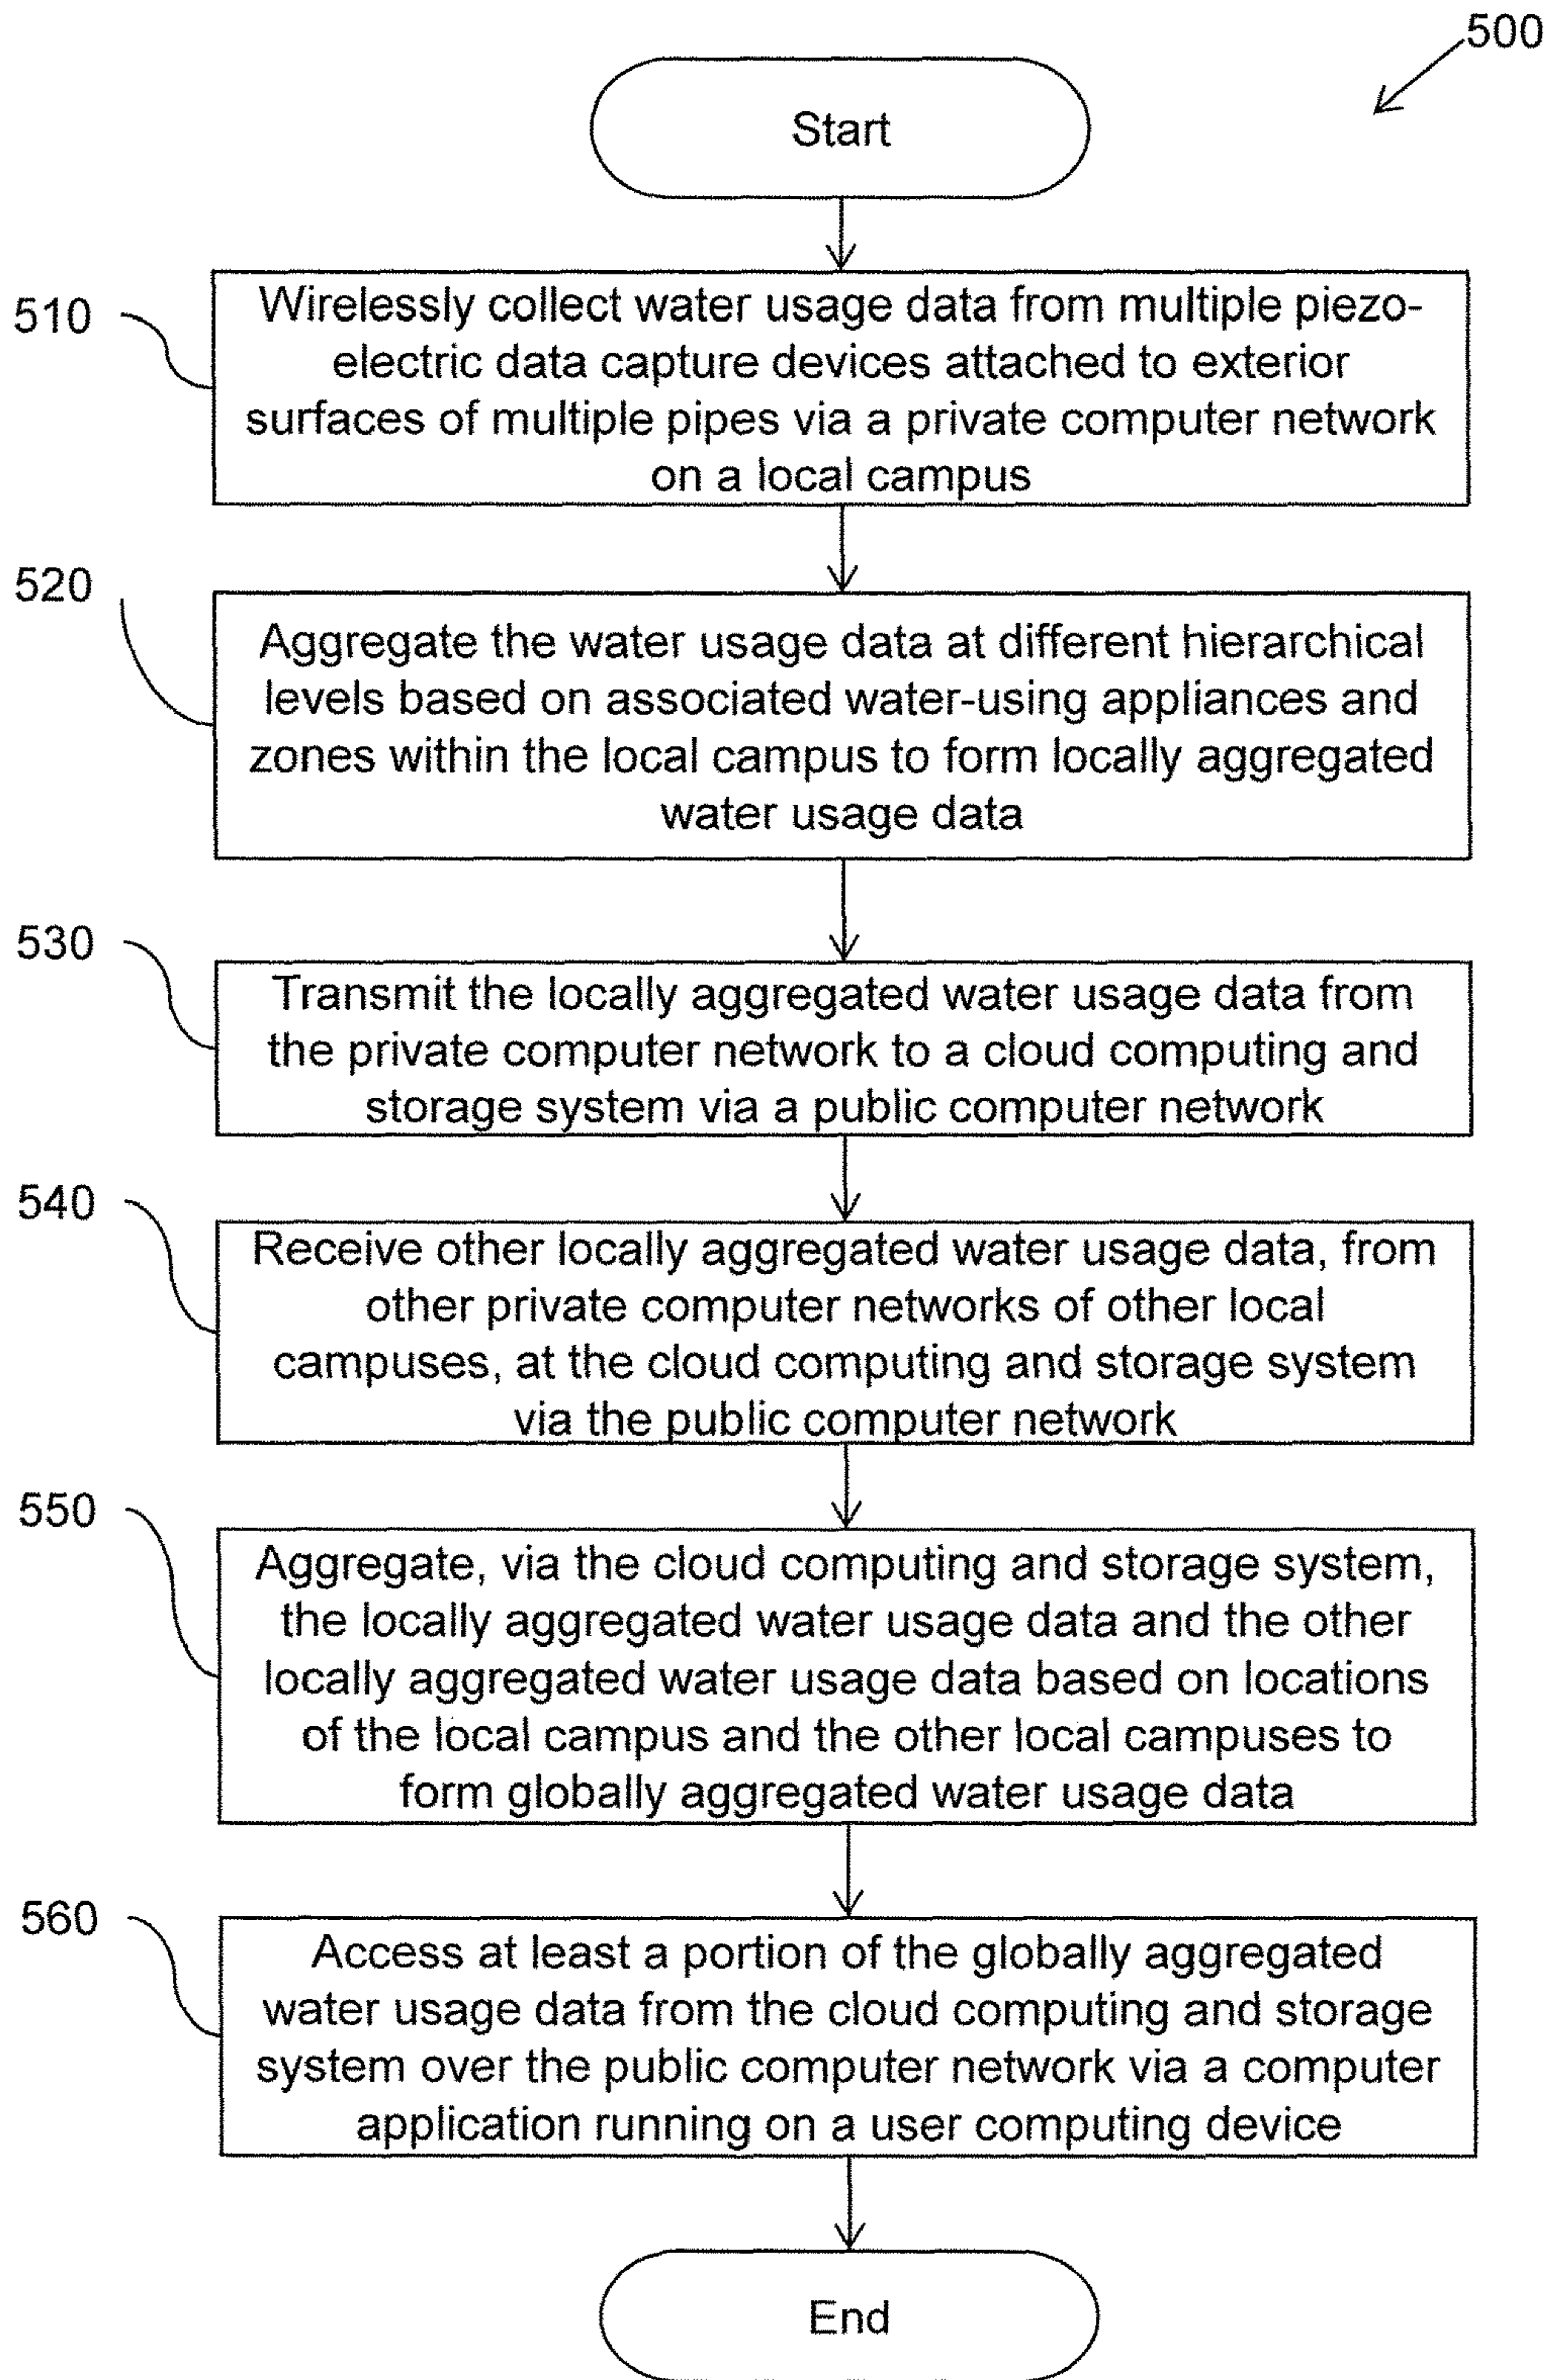 500
Start
510
Wirelessly collect water usage data from multiple piezo-
electric data capture devices attached to exterior
surfaces of multiple pipes via a private computer network
on a local campus
520
Aggregate the water usage data at different hierarchical
levels based on associated water-using appliances and
zones within the local campus to form locally aggregated
water usage data
530
Transmit the locally aggregated water usage data from
the private computer network to a cloud computing and
storage system via a public computer network
540
Receive other locally aggregated water usage data, from
other private computer networks of other local
campuses, at the cloud computing and storage system
via the public computer network
550
Aggregate, via the cloud computing and storage system,
the locally aggregated water usage data and the other
locally aggregated water usage data based on locations
of the local campus and the other local campuses to
form globally aggregated water usage data
560
Access at least a portion of the globally aggregated
water usage data from the cloud computing and storage
system over the public computer network via a computer
application running on a user computing device
End